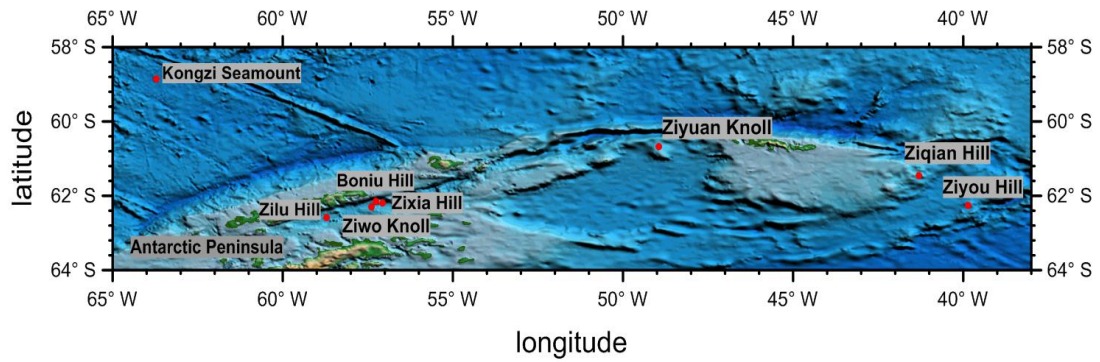 65° W 60° W 55° W 50° W 45° W 40° W
58° S 58° S
Kongzi Seamount
60° S 60° S
Ziyuan Knoll
Ziqian Hill
Boniu Hill
Ziyou Hill
62° S 62° S
Zilu Hill Zixia Hill
Ziwo Knoll
Antarctic Peninsula
64° S 64° S
65° W 60° W 55° W 50° W 45° W 40° W
latitude
longitude